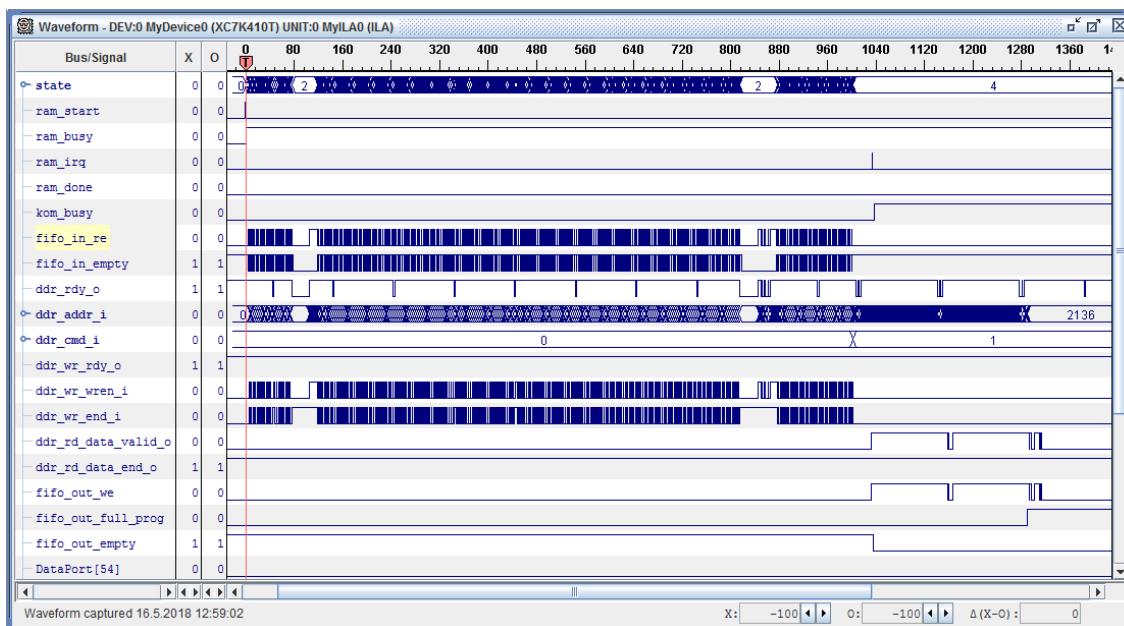 Waveform - DEV:0 MyDevice0 (XC7K410T) UNIT:0 MyILA0 (ILA)
Bus/Signal X O 0 80 160 240 320 400 480 560 640 720 800 880 960 1040 1120 1200 1280 1360
T
state 0 0 0 2 2 4
ram_start 0 0
ram_busy 0 0
ram_irq 0 0
ram_done 0 0
kom_busy 0 0
fifo_in_re 0 0
fifo_in_empty 1 1
ddr_rdy_o 1 1
ddr_addr_i 0 0 0 2136
ddr_cmd_i 0 0 0 1
ddr_wr_rdy_o 1 1
ddr_wr_wren_i 0 0
ddr_wr_end_i 0 0
ddr_rd_data_valid_o 0 0
ddr_rd_data_end_o 1 1
fifo_out_we 0 0
fifo_out_full_prog 0 0
fifo_out_empty 1 1
DataPort[54] 0 0
Waveform captured 16.5.2018 12:59:02 X: -100 O: -100 Δ(X-O) : 0